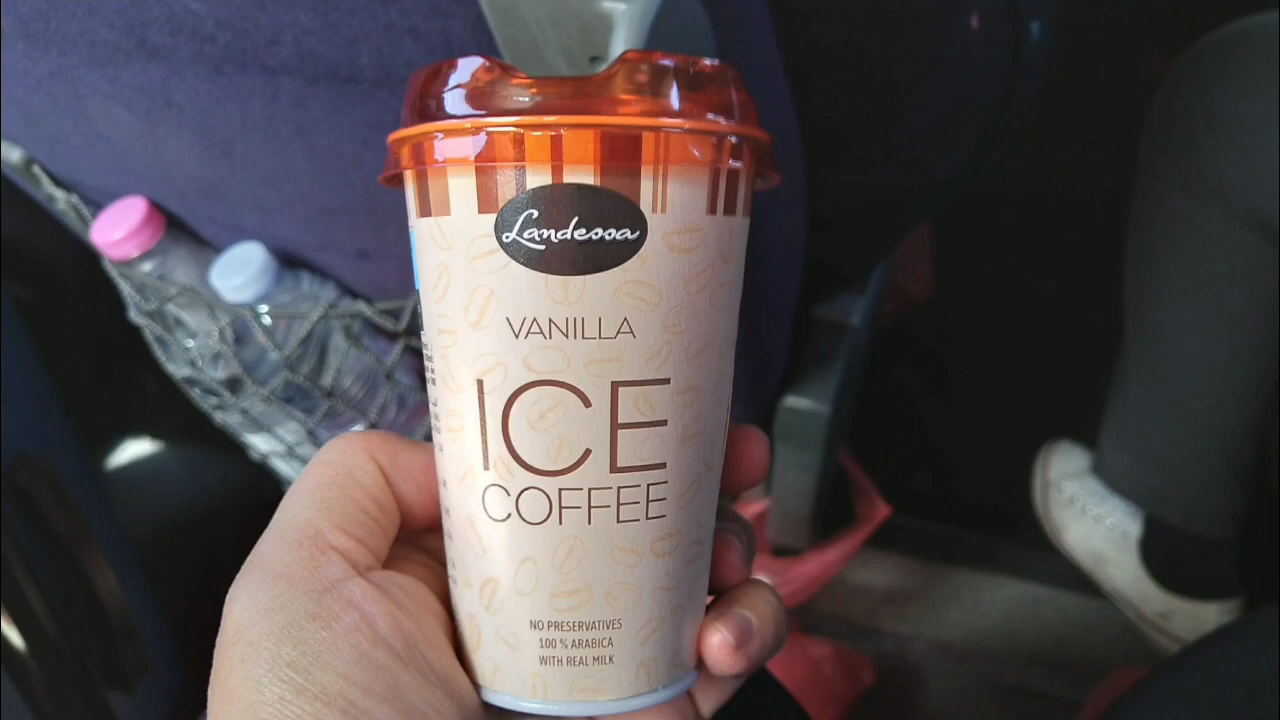 Landessa
VANILLA
ICE
COFFEE
NO PRESERVATIVES
100 % ARABICA
WITH REAL MILK